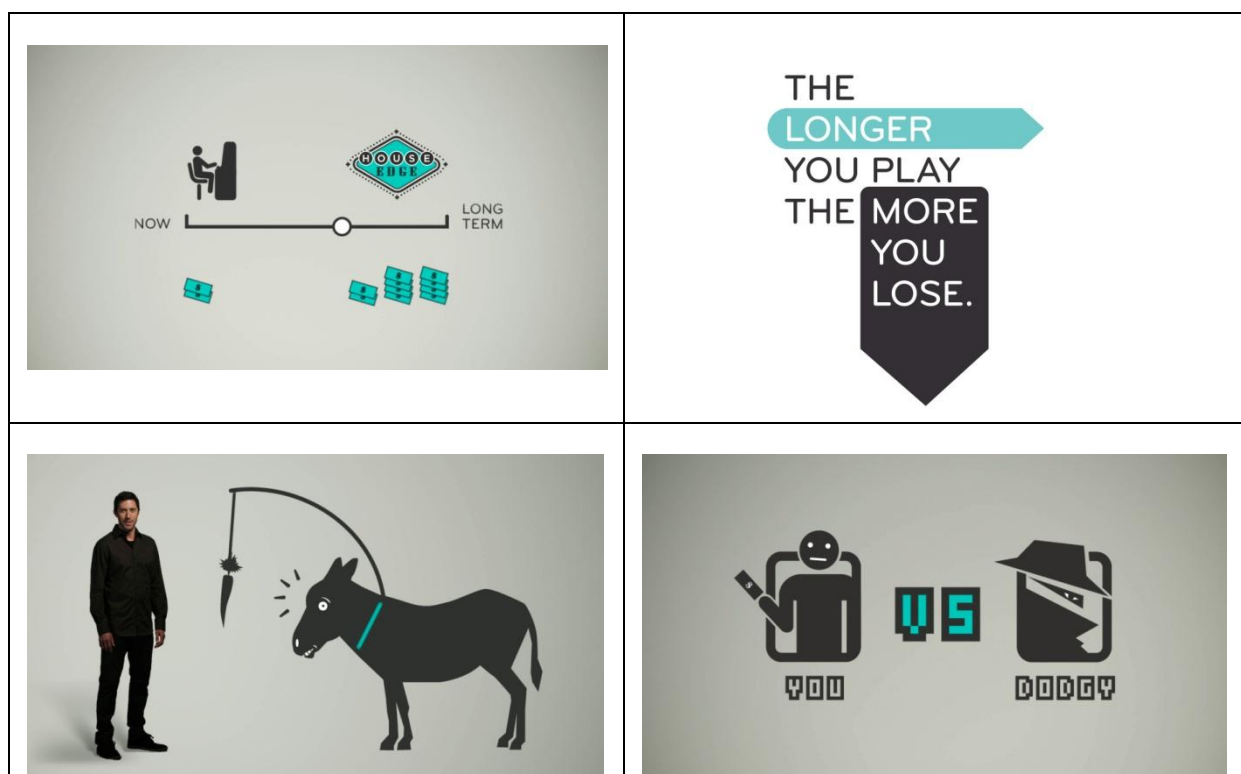 HOUSE
EDGE
NOW
LONG
TERM
$
$ $ $
THE
LONGER
YOU PLAY
THE MORE
YOU
LOSE.
$
VS
YOU
DODGY